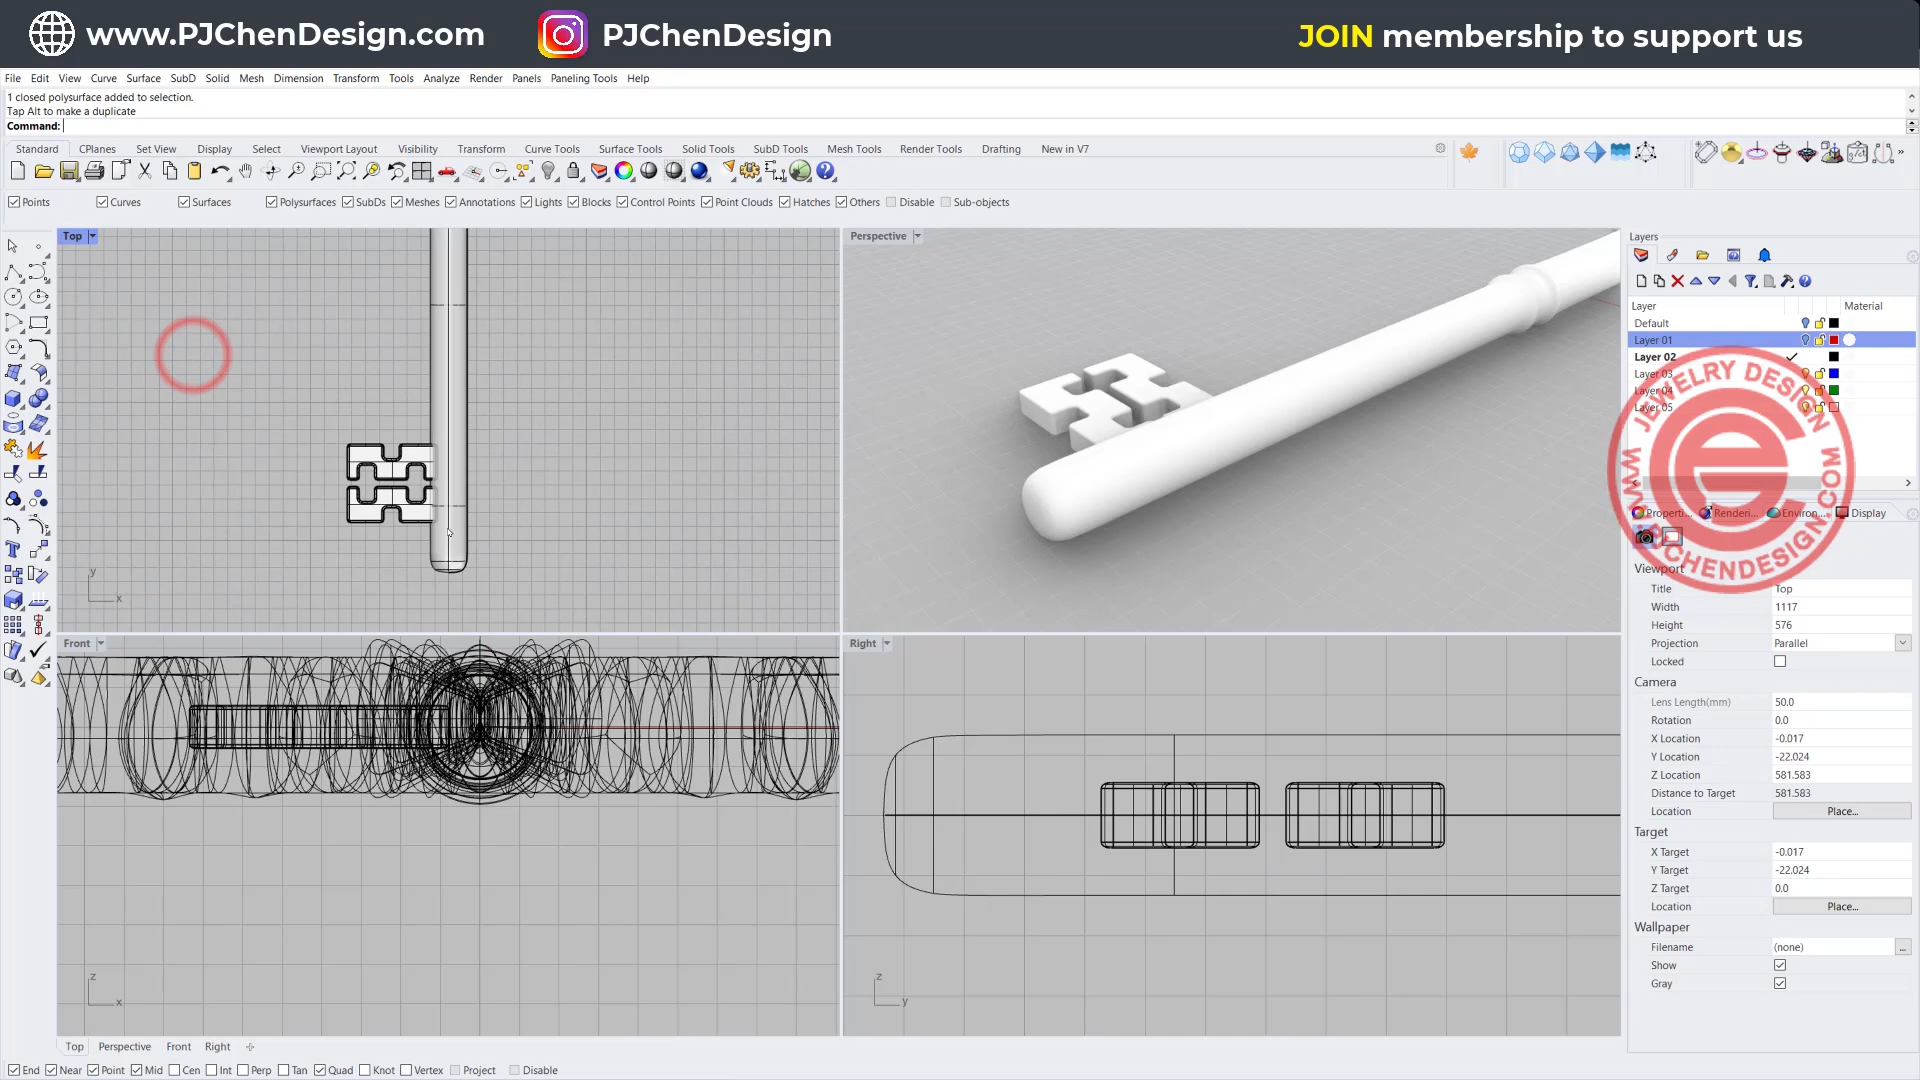 www.PJChenDesign.com PJChenDesign JOIN membership to support us
File Edit View Curve Surface SubD Solid Mesh Dimension Transform Tools Analyze Render Panels Paneling Tools Help
1 closed polysurface added to selection.
Tap Alt to make a duplicate
Command:
Standard CPlanes Set View Display Select Viewport Layout Visibility Transform Curve Tools Surface Tools Solid Tools SubD Tools Mesh Tools Render Tools Drafting New in V7
Points Curves Surfaces Polysurfaces SubDs Meshes Annotations Lights Blocks Control Points Point Clouds Hatches Others Disable Sub-objects
Top
Perspective
Layers
Layer Material
Default
Layer 01
Layer 02
Layer 03
Layer 04
Layer 05
JEWELRY DESIGN
WWW.PJCHENDESIGN.COM
Properti... Renderi... Environ... Display
Viewport
Title Top
Width 1117
Height 576
Projection Parallel
Locked
Camera
Lens Length(mm) 50.0
Rotation 0.0
X Location -0.017
Y Location -22.024
Z Location 581.583
Distance to Target 581.583
Location Place...
Target
X Target -0.017
Y Target -22.024
Z Target 0.0
Location Place...
Wallpaper
Filename (none) ...
Show
Gray
y
x
Front
Right
z
x
z
y
Top Perspective Front Right
End Near Point Mid Cen Int Perp Tan Quad Knot Vertex Project Disable